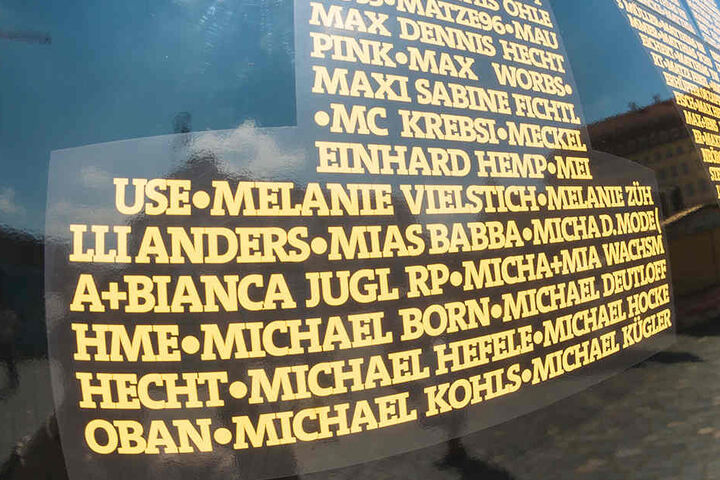 MATZE96•MAU
MAX DENNIS HECHT
PINK•MAX WORBS•
MAXI SABINE FICHTL
•MC KREBSI•MECKEL
EINHARD HEMP•MEI
USE•MELANIE VIELSTICH•MELANIE ZÜH
LLI ANDERS•MIAS BABBA•MICHA D. MODE
A+BIANCA JUGL RP•MICHA+MIA WACHSM
HME•MICHAEL BORN•MICHAEL DEUTLOFF
HECHT•MICHAEL HEFELE•MICHAEL HOCKE
OBAN•MICHAEL KOHLS•MICHAEL KÜGLER